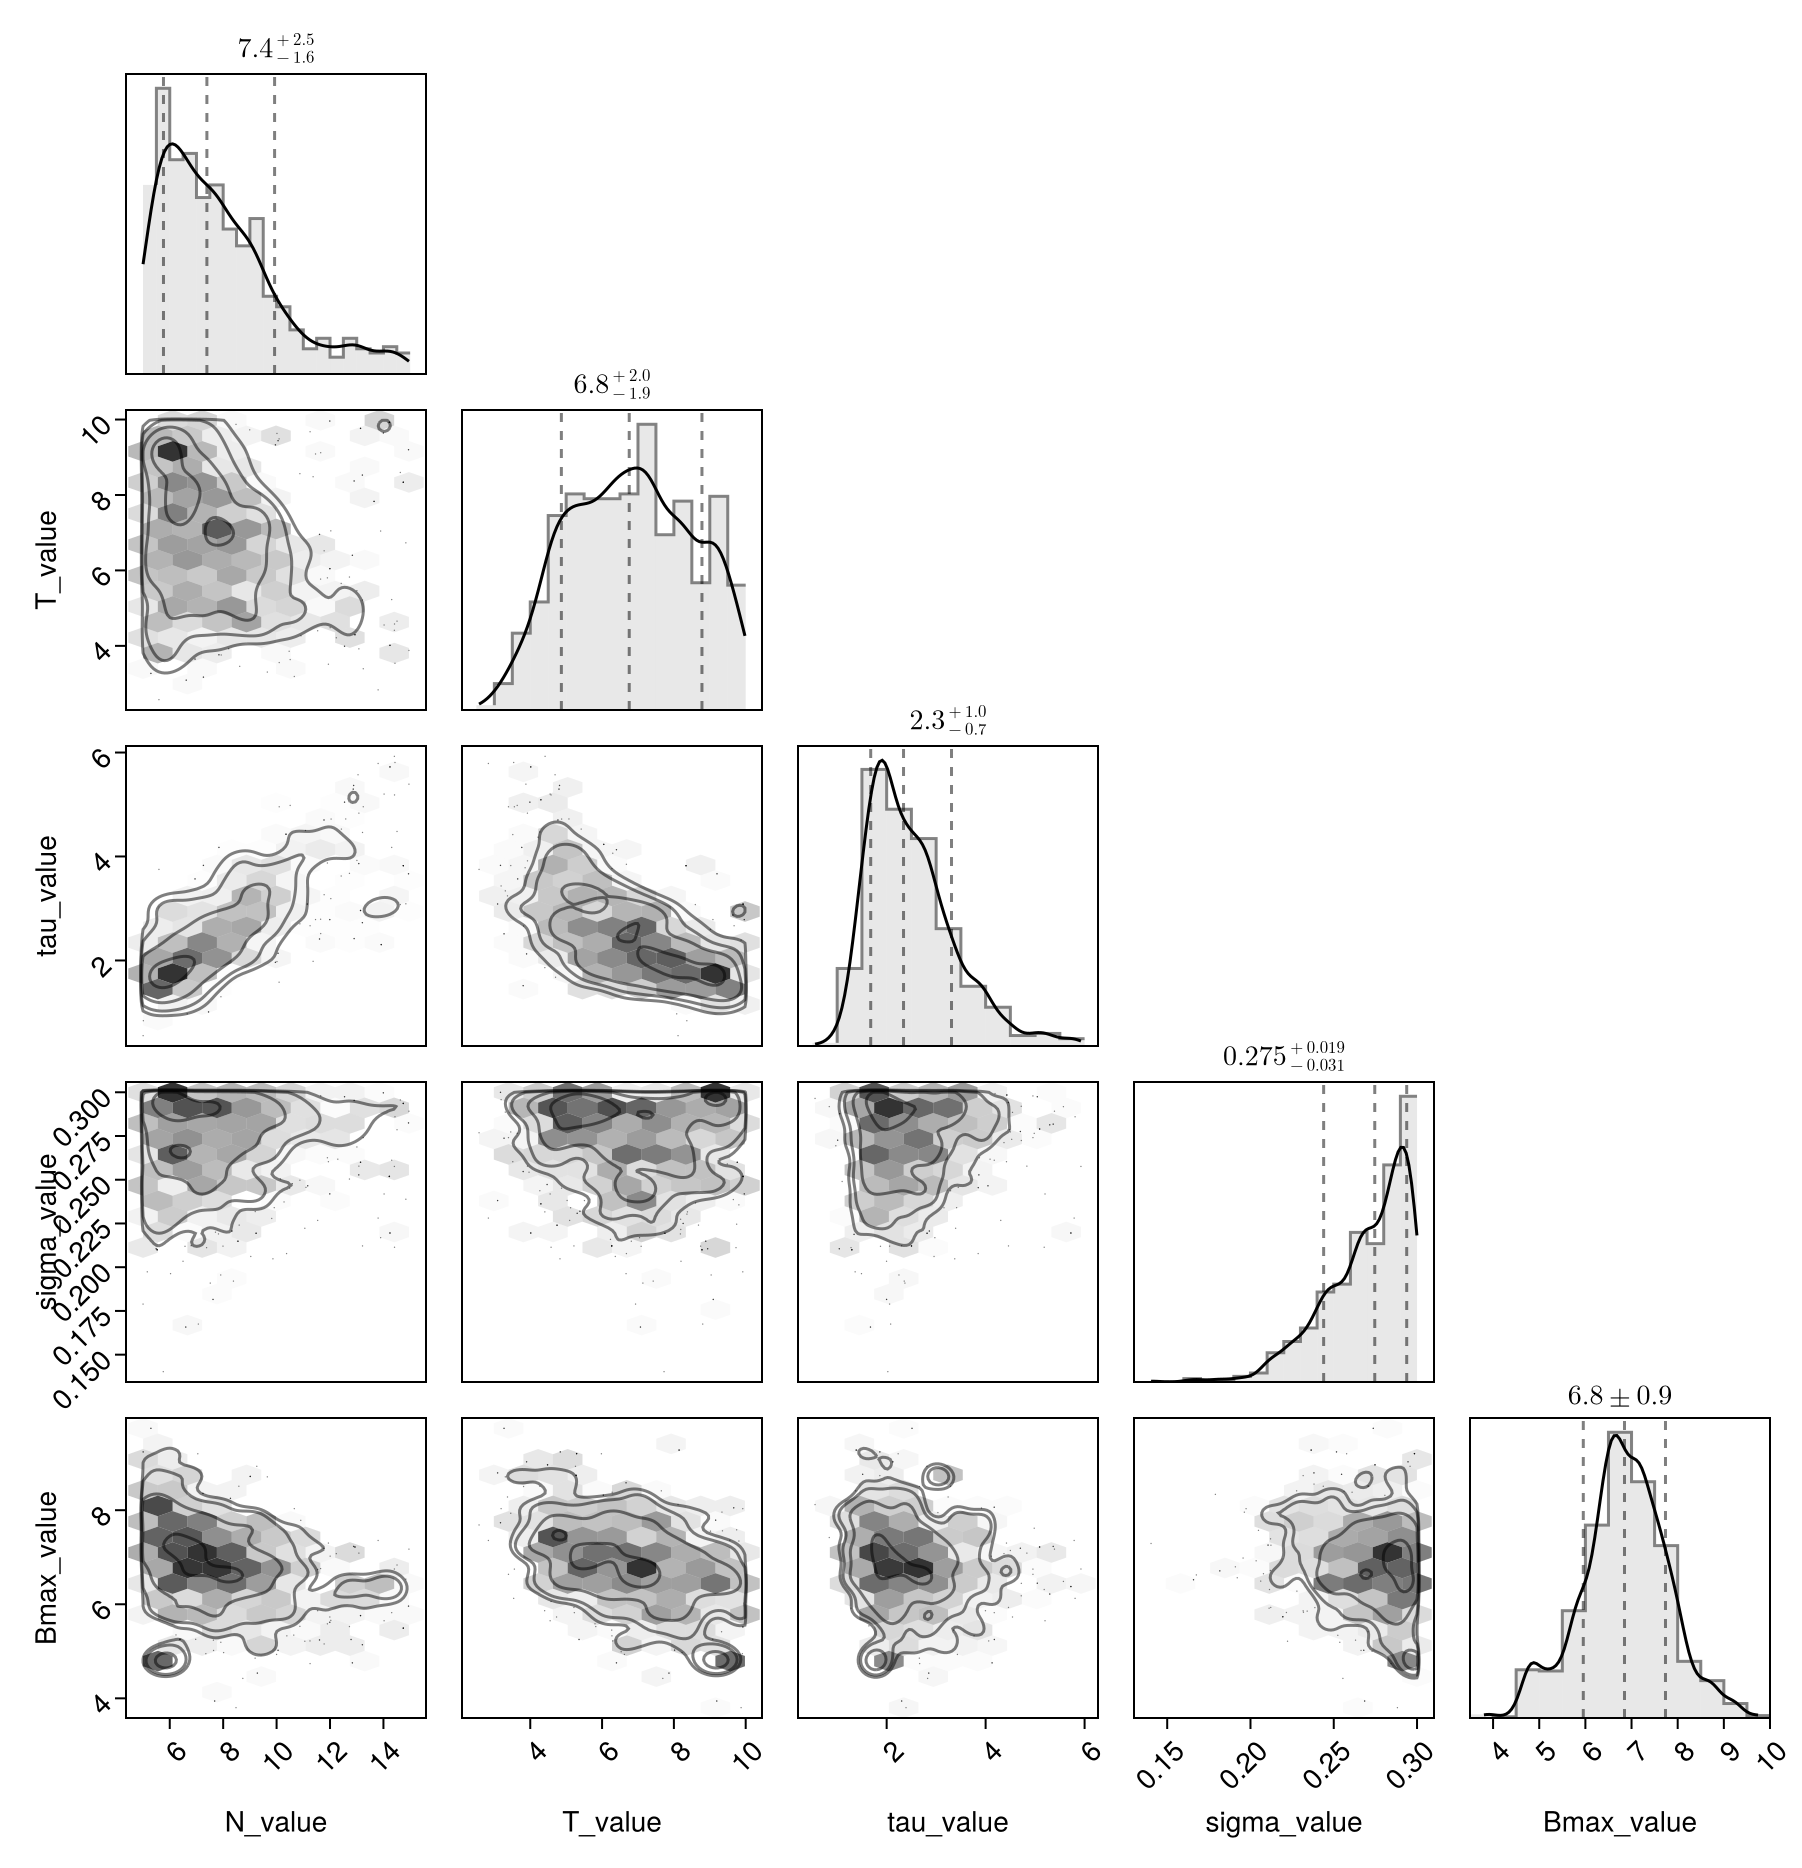 7.4 +2.5 −1.6
6.8 +2.0 −1.9
10
8
6
4
T_value
2.3 +1.0 −0.7
6
4
2
tau_value
0.275 +0.019 −0.031
0.300
0.275
0.250
0.225
0.200
0.175
0.150
sigma_value
6.8 ± 0.9
8
6
4
Bmax_value
6 8 10 12 14
4 6 8 10
2 4 6
0.15 0.20 0.25 0.30
4 5 6 7 8 9 10
N_value T_value tau_value sigma_value Bmax_value